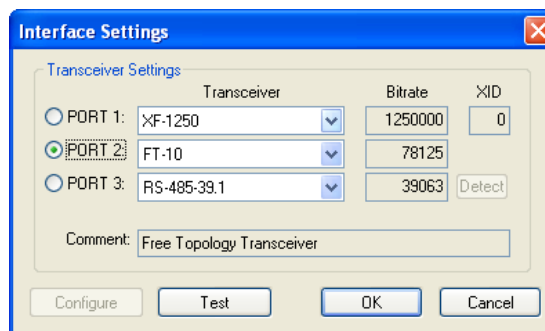 Interface Settings
Transceiver Settings
Transceiver Bitrate XID
PORT 1: XF-1250 1250000 0
PORT 2: FT-10 78125
PORT 3: RS-485-39.1 39063 Detect
Comment: Free Topology Transceiver
Configure Test OK Cancel